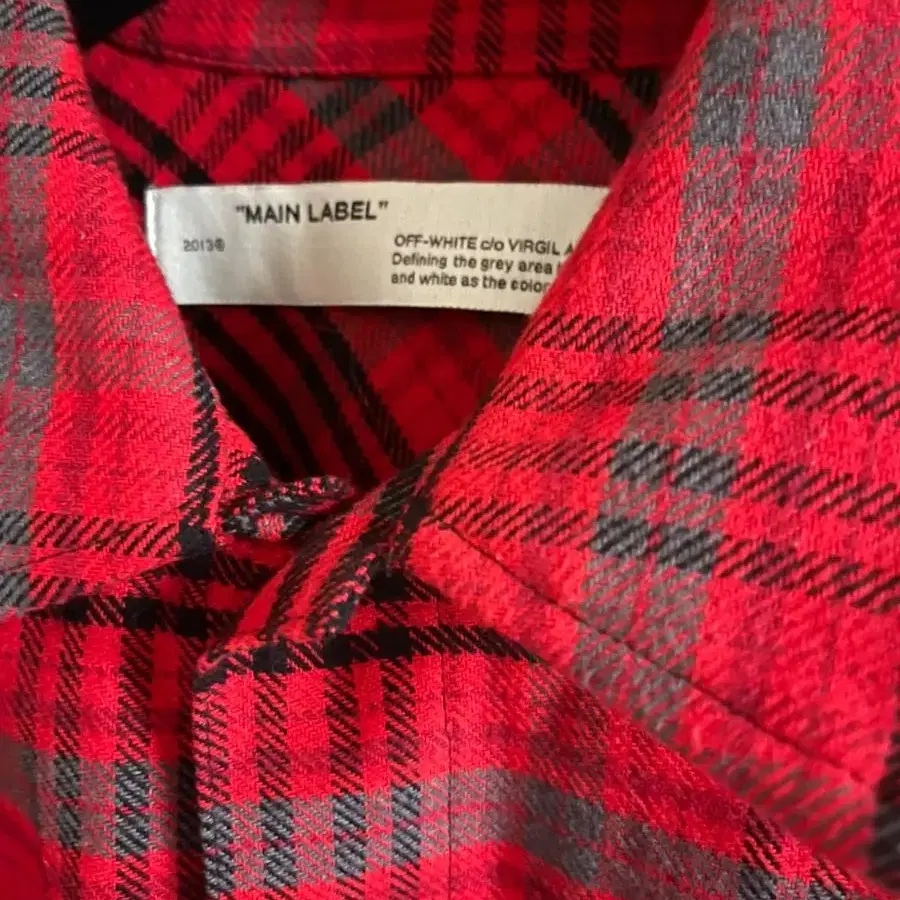 "MAIN LABEL"
2013®
OFF-WHITE c/o VIRGIL A
Defining the grey area
and white as the color